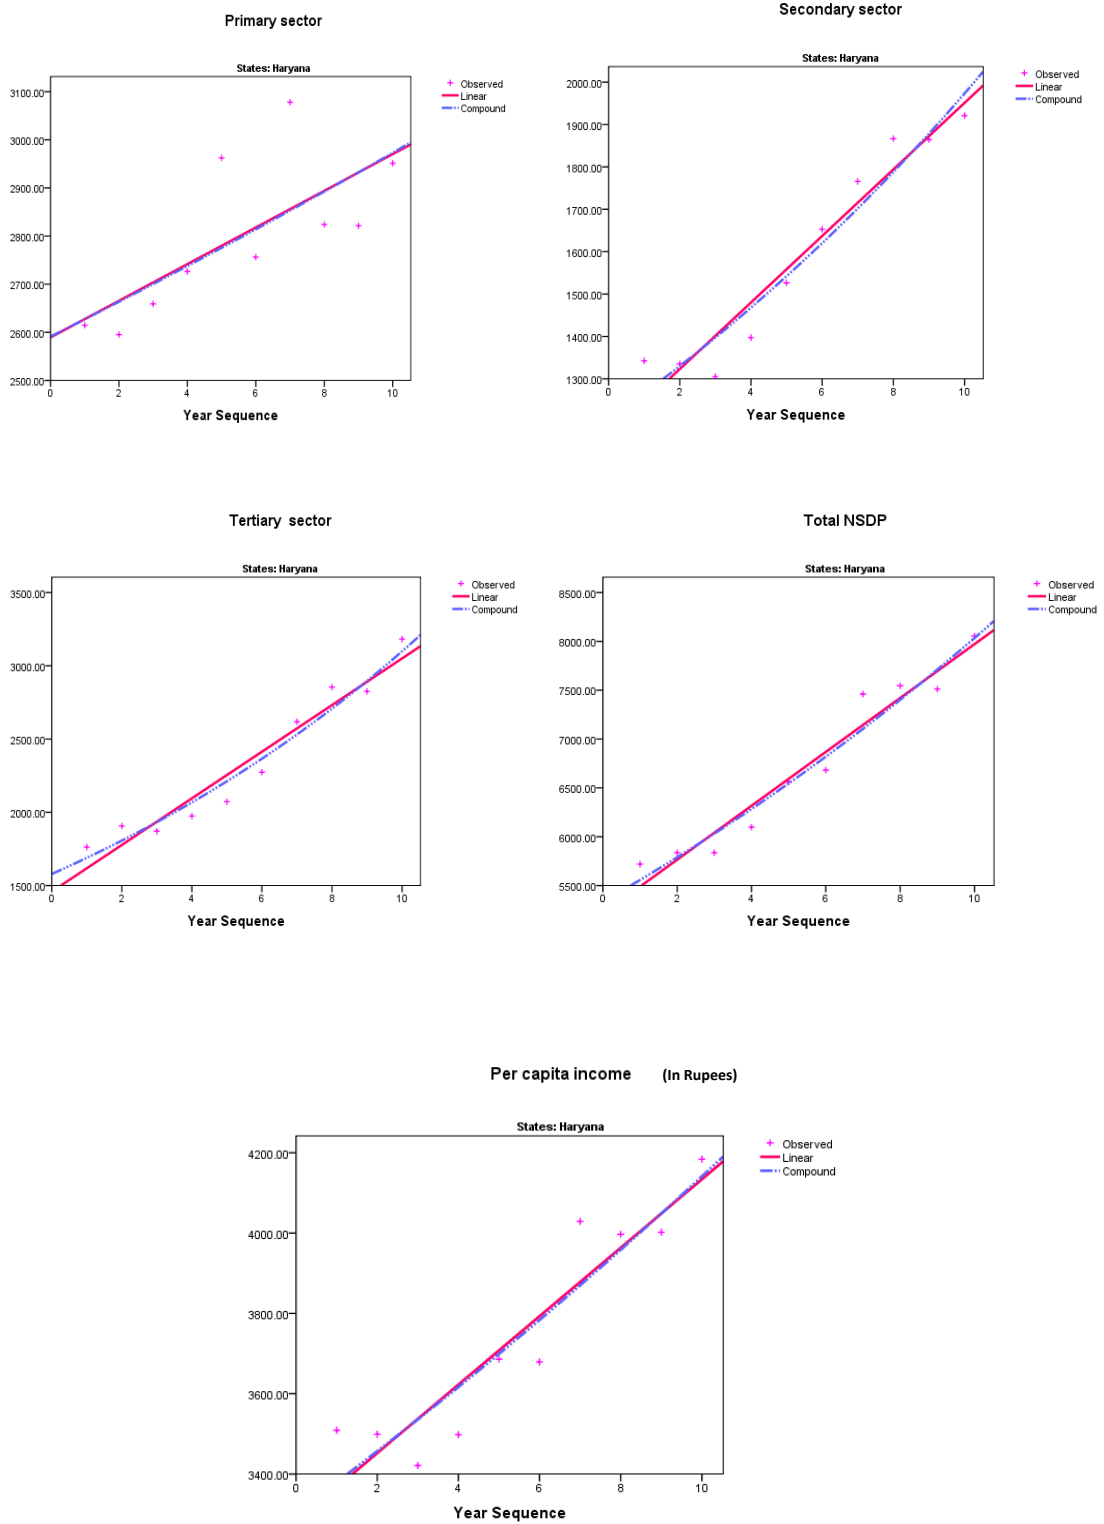 Primary sector
States: Haryana
Observed
Linear
Compound
3100.00
3000.00
2900.00
2800.00
2700.00
2600.00
2500.00
0 2 4 6 8 10
Year Sequence
Secondary sector
States: Haryana
Observed
Linear
Compound
2000.00
1900.00
1800.00
1700.00
1600.00
1500.00
1400.00
1300.00
0 2 4 6 8 10
Year Sequence
Tertiary sector
States: Haryana
Observed
Linear
Compound
3500.00
3000.00
2500.00
2000.00
1500.00
0 2 4 6 8 10
Year Sequence
Total NSDP
States: Haryana
Observed
Linear
Compound
8500.00
8000.00
7500.00
7000.00
6500.00
6000.00
5500.00
0 2 4 6 8 10
Year Sequence
Per capita income (In Rupees)
States: Haryana
Observed
Linear
Compound
4200.00
4000.00
3800.00
3600.00
3400.00
0 2 4 6 8 10
Year Sequence